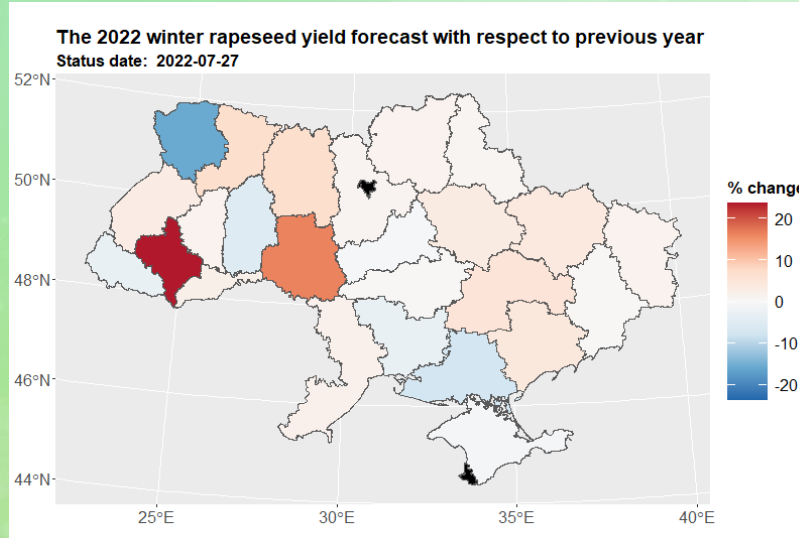 The 2022 winter rapeseed yield forecast with respect to previous year
Status date:  2022-07-27
52°N
50°N
48°N
46°N
44°N
25°E
30°E
35°E
40°E
% change
20
10
0
-10
-20